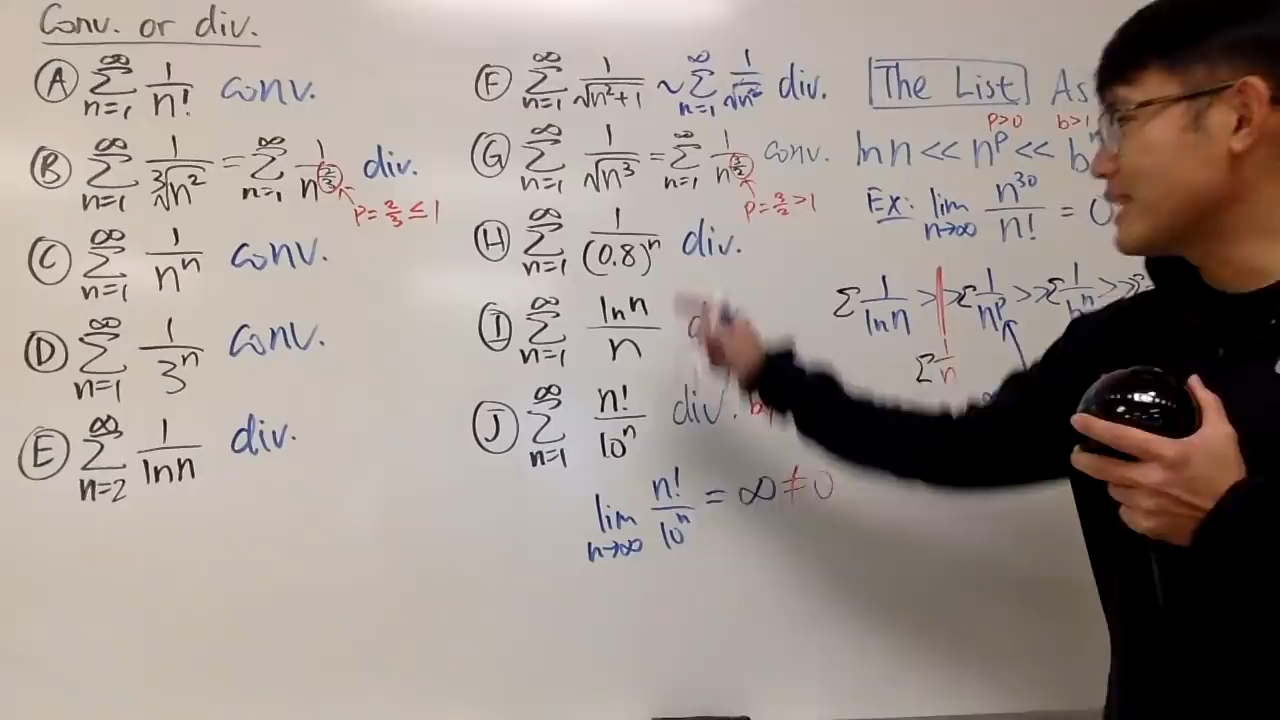 Conv. or div.
Ⓐ ∑_{n=1}^{∞} 1/n! conv.
Ⓑ ∑_{n=1}^{∞} 1/∛(n²) = ∑_{n=1}^{∞} 1/n^{2/3} div.
p = 2/3 ≤ 1
Ⓒ ∑_{n=1}^{∞} 1/n^n conv.
Ⓓ ∑_{n=1}^{∞} 1/3^n conv.
Ⓔ ∑_{n=2}^{∞} 1/ln n div.
Ⓕ ∑_{n=1}^{∞} 1/√(n²+1) ~ ∑_{n=1}^{∞} 1/√(n²) div.
Ⓖ ∑_{n=1}^{∞} 1/√(n³) = ∑_{n=1}^{∞} 1/n^{3/2} conv.
p = 3/2 > 1
Ⓗ ∑_{n=1}^{∞} 1/(0.8)^n div.
Ⓘ ∑_{n=1}^{∞} ln n/n
Ⓙ ∑_{n=1}^{∞} n!/10^n div.
lim_{n→∞} n!/10^n = ∞ ≠ 0
The List As
p>0 b>1
ln n << n^p << b^n
Ex: lim_{n→∞} n^{30}/n! = 0
∑ 1/ln n >> ∑ 1/n^p >> ∑ 1/b^n >> ∑
∑ 1/n